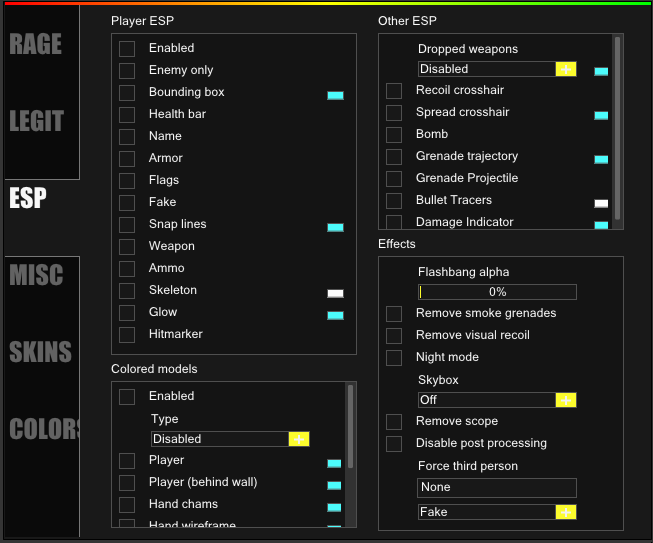 RAGE
LEGIT
ESP
MISC
SKINS
COLORS
Player ESP
Enabled
Enemy only
Bounding box
Health bar
Name
Armor
Flags
Fake
Snap lines
Weapon
Ammo
Skeleton
Glow
Hitmarker
Colored models
Enabled
Type
Disabled
Player
Player (behind wall)
Hand chams
Hand wireframe
Other ESP
Dropped weapons
Disabled
Recoil crosshair
Spread crosshair
Bomb
Grenade trajectory
Grenade Projectile
Bullet Tracers
Damage Indicator
Effects
Flashbang alpha
0%
Remove smoke grenades
Remove visual recoil
Night mode
Skybox
Off
Remove scope
Disable post processing
Force third person
None
Fake